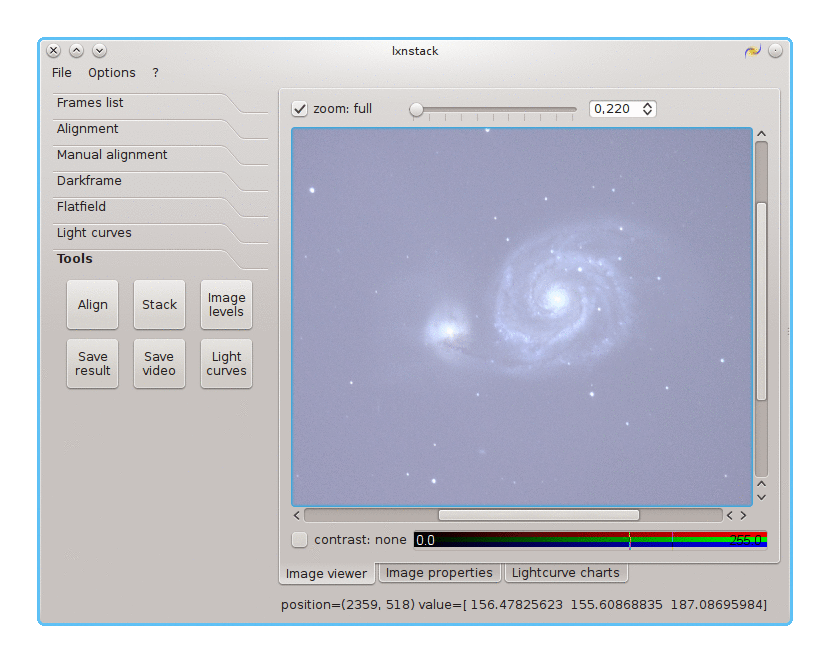 lxnstack
File Options ?
Frames list
Alignment
Manual alignment
Darkframe
Flatfield
Light curves
Tools
Align
Stack
Image
levels
Save
result
Save
video
Light
curves
zoom: full
0,220
contrast: none
0.0
255.0
Image viewer
Image properties
Lightcurve charts
position=(2359, 518) value=[ 156.47825623 155.60868835 187.08695984]